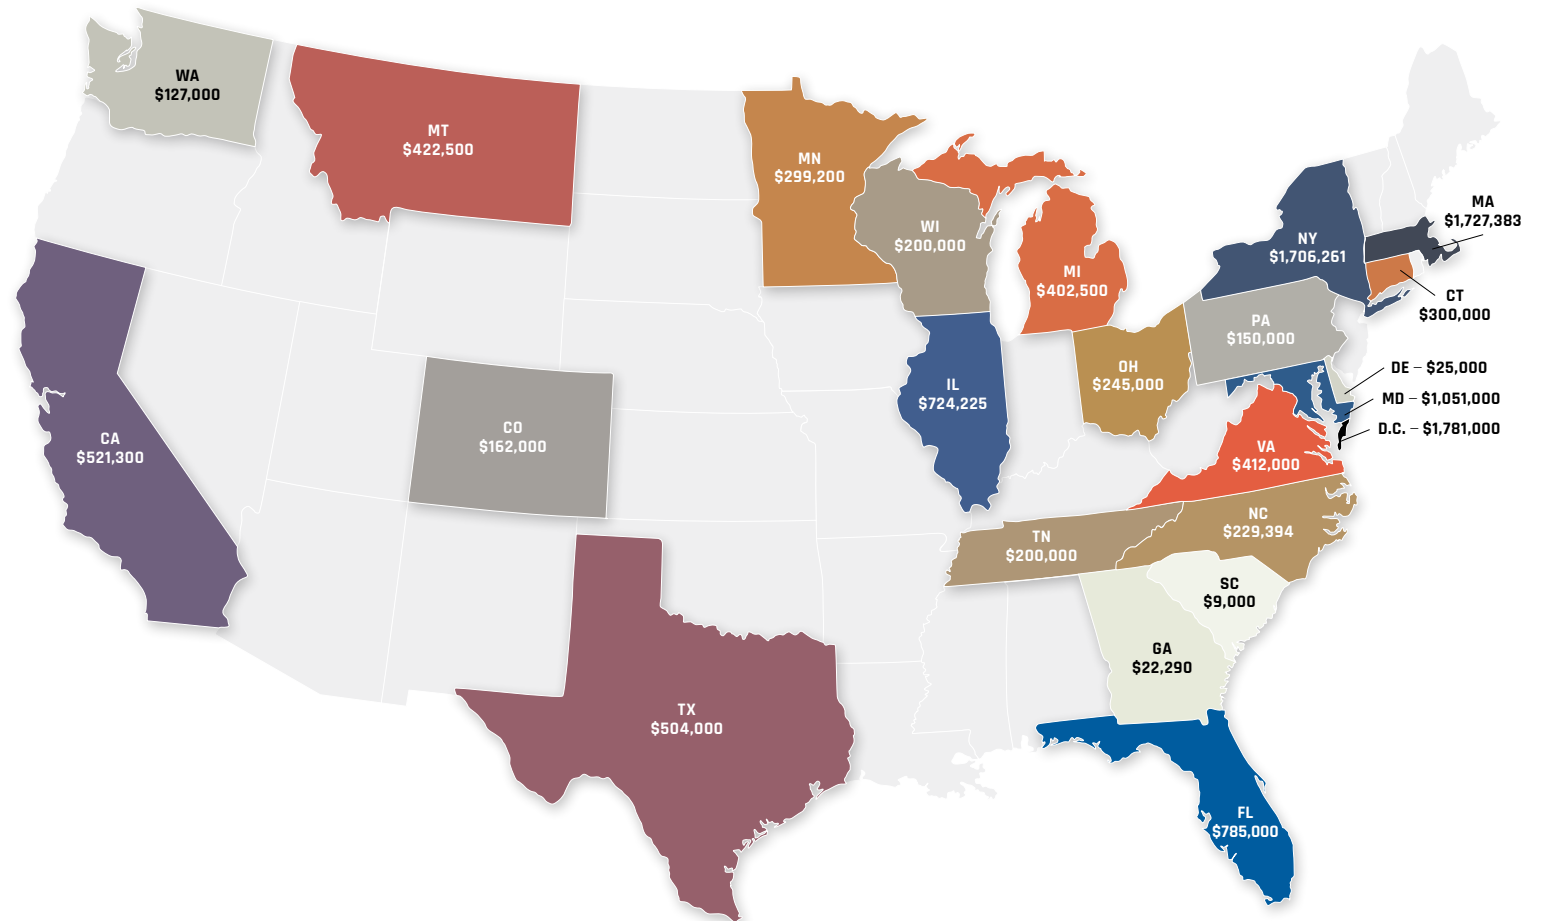 WA
$127,000
MT
$422,500
MN
$299,200
WI
$200,000
MI
$402,500
NY
$1,706,261
MA
$1,727,383
CT
$300,000
PA
$150,000
OH
$245,000
IL
$724,225
DE – $25,000
MD – $1,051,000
D.C. – $1,781,000
CA
$521,300
CO
$162,000
VA
$412,000
NC
$229,394
TN
$200,000
SC
$9,000
GA
$22,290
TX
$504,000
FL
$785,000